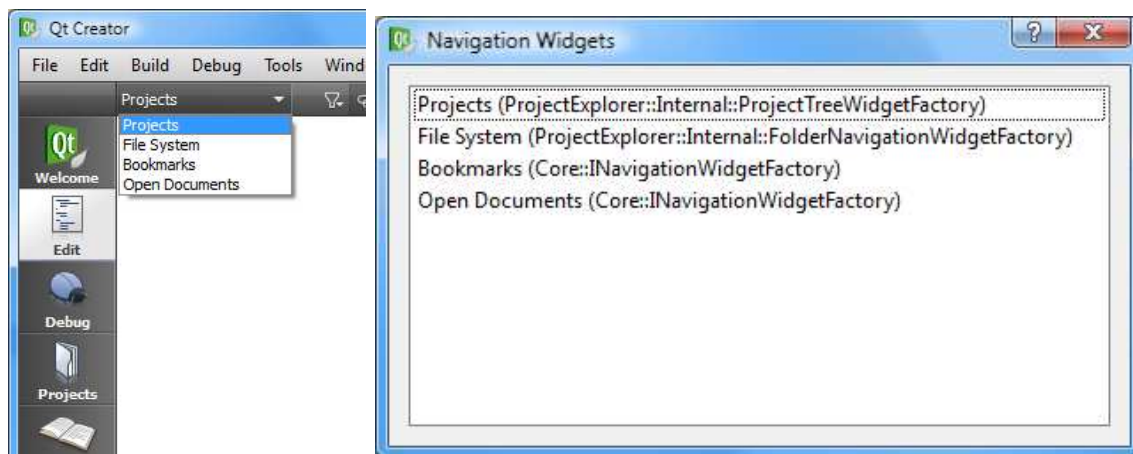 Qt Creator
File Edit Build Debug Tools Wind
Projects
Projects
File System
Bookmarks
Open Documents
Qt
Welcome
Edit
Debug
Projects
Navigation Widgets
Projects (ProjectExplorer::Internal::ProjectTreeWidgetFactory)
File System (ProjectExplorer::Internal::FolderNavigationWidgetFactory)
Bookmarks (Core::INavigationWidgetFactory)
Open Documents (Core::INavigationWidgetFactory)